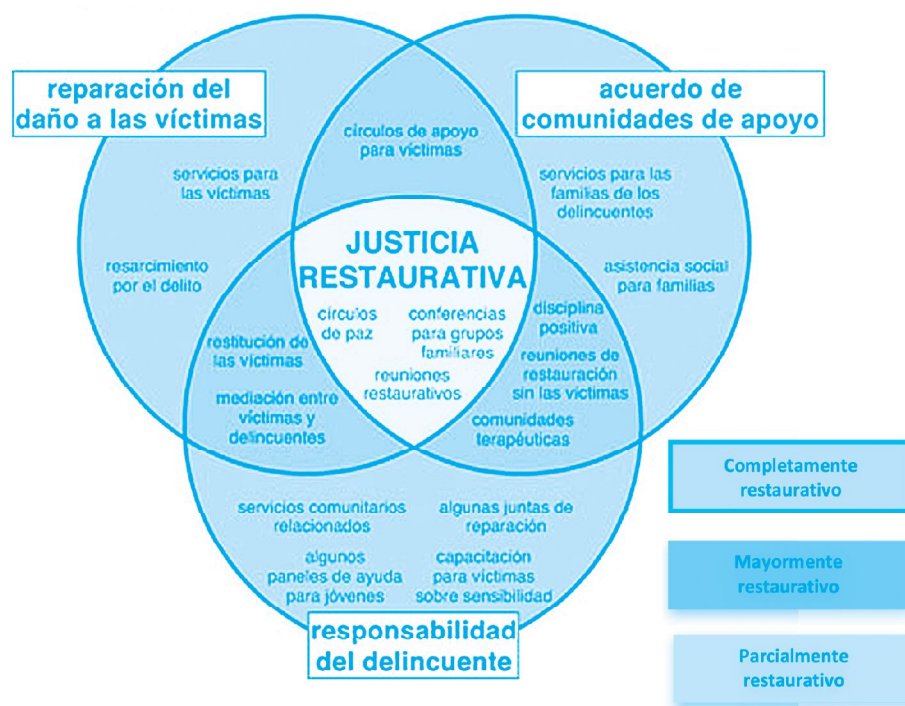 reparación del
daño a las víctimas
acuerdo de
comunidades de apoyo
círculos de apoyo
para víctimas
servicios para
las víctimas
servicios para las
familias de los
delincuentes
JUSTICIA
RESTAURATIVA
resarcimiento
por el delito
asistencia social
para familias
círculos
de paz
conferencias
para grupos
familiares
disciplina
positiva
restitución de
las víctimas
reuniones
restaurativos
reuniones de
restauración
sin las víctimas
mediación entre
víctimas y
delincuentes
comunidades
terapéuticas
servicios comunitarios
relacionados
algunas juntas de
reparación
algunos
paneles de ayuda
para jóvenes
capacitación
para víctimas
sobre sensibilidad
responsabilidad
del delincuente
Completamente
restaurativo
Mayormente
restaurativo
Parcialmente
restaurativo